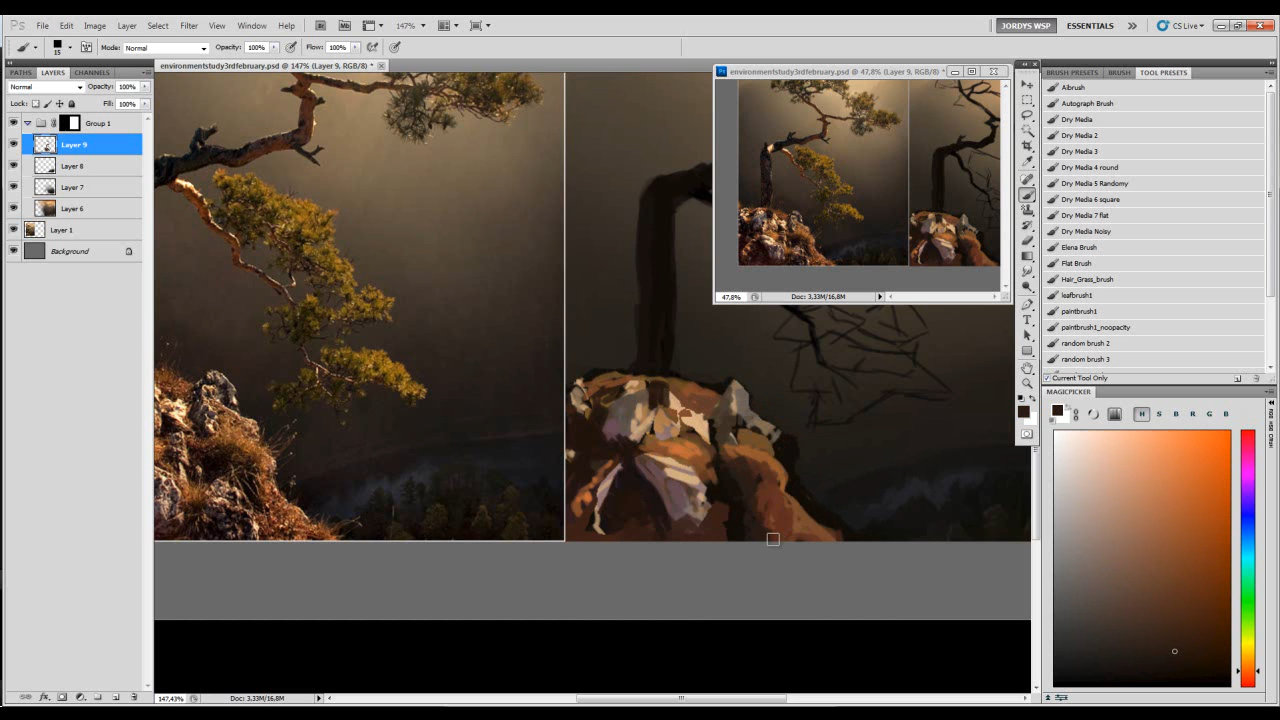 Ps File Edit Image Layer Select Filter View Window Help Br Mb 147% JORDYS WSP ESSENTIALS CS Live
15 Mode: Normal Opacity: 100% Flow: 100%
environmentstudy3rdfebruary.psd @ 147% (Layer 9, RGB/8) *
environmentstudy3rdfebruary.psd @ 47,8% (Layer 9, RGB/8) *
47,8% Doc: 3,33M/16,8M
PATHS LAYERS CHANNELS
Normal Opacity: 100%
Lock: Fill: 100%
Group 1
Layer 9
Layer 8
Layer 7
Layer 6
Layer 1
Background
BRUSH PRESETS BRUSH TOOL PRESETS
Aibrush
Autograph Brush
Dry Media
Dry Media 2
Dry Media 3
Dry Media 4 round
Dry Media 5 Randomy
Dry Media 6 square
Dry Media 7 flat
Dry Media Noisy
Elena Brush
Flat Brush
Hair_Grass_brush
leafbrush1
paintbrush1
paintbrush1_noopacity
random brush 2
random brush 3
Current Tool Only
MAGICPICKER
H S B R G B
147,43% Doc: 3,33M/16,8M